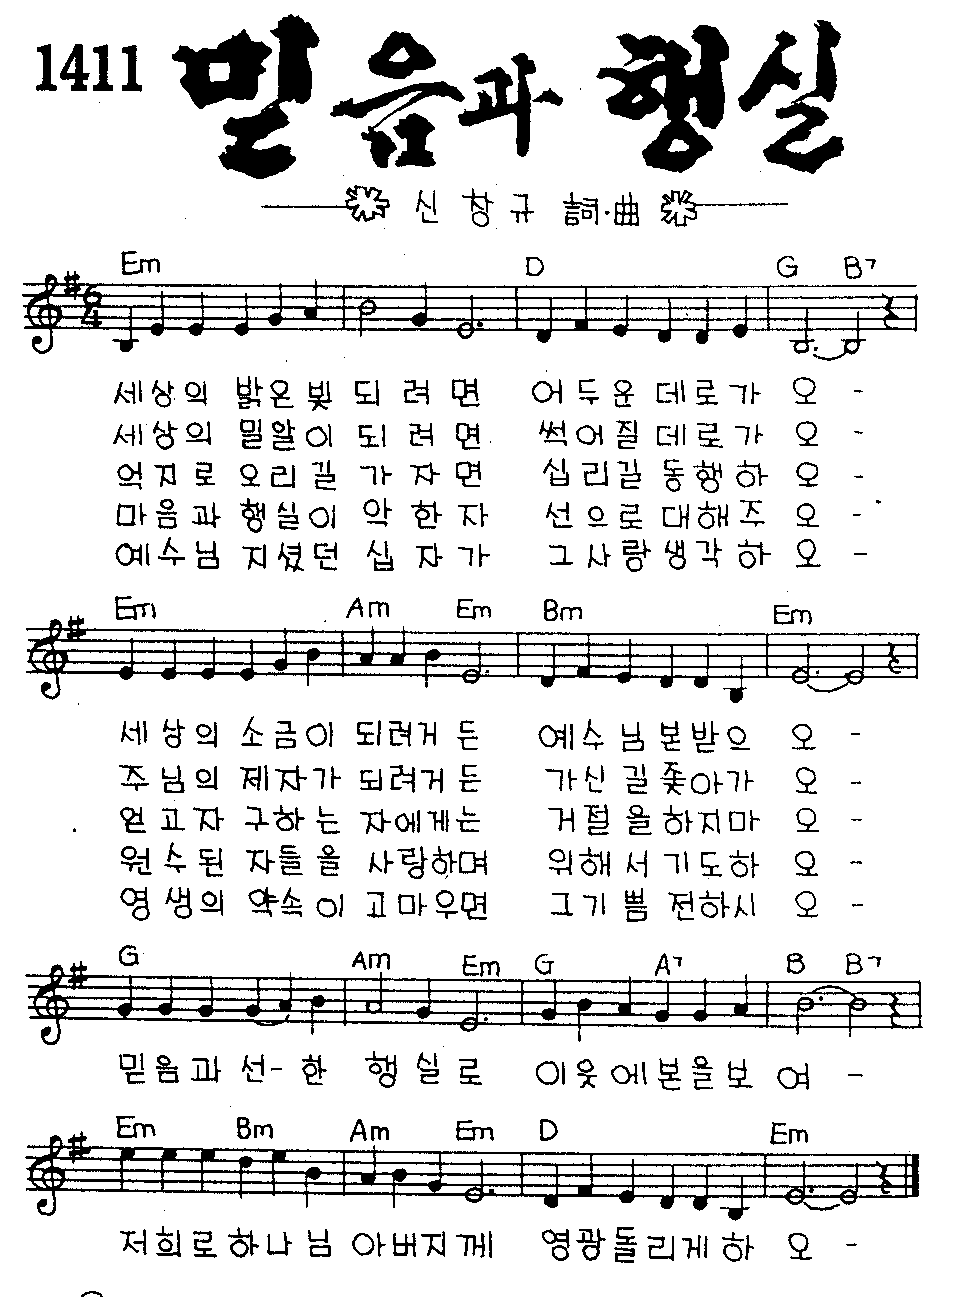 1411 믿음과 행실
신창규 詞·曲
Em D G B7
6/4
세상의 밝은빛 되려면 어두운데로가 오 -
세상의 밀알이 되려면 썩어질데로가 오 -
억지로 오리길 가자면 십리길동행하 오 -
마음과 행실이 악한자 선으로대해주 오 -
예수님 지셨던 십자가 그사랑생각하 오 -
Em Am Em Bm Em
세상의 소금이 되려거든 예수님본받으 오 -
주님의 제자가 되려거든 가신길좇아가 오 -
얻고자 구하는 자에게는 거절을하지마 오 -
원수된 자들을 사랑하며 위해서기도하 오 -
영생의 약속이 고마우면 그기쁨전하시 오 -
G Am Em G A7 B B7
믿음과선-한 행실로 이웃에본을보 여 -
Em Bm Am Em D Em
저희로하나님 아버지께 영광돌리게하 오 -